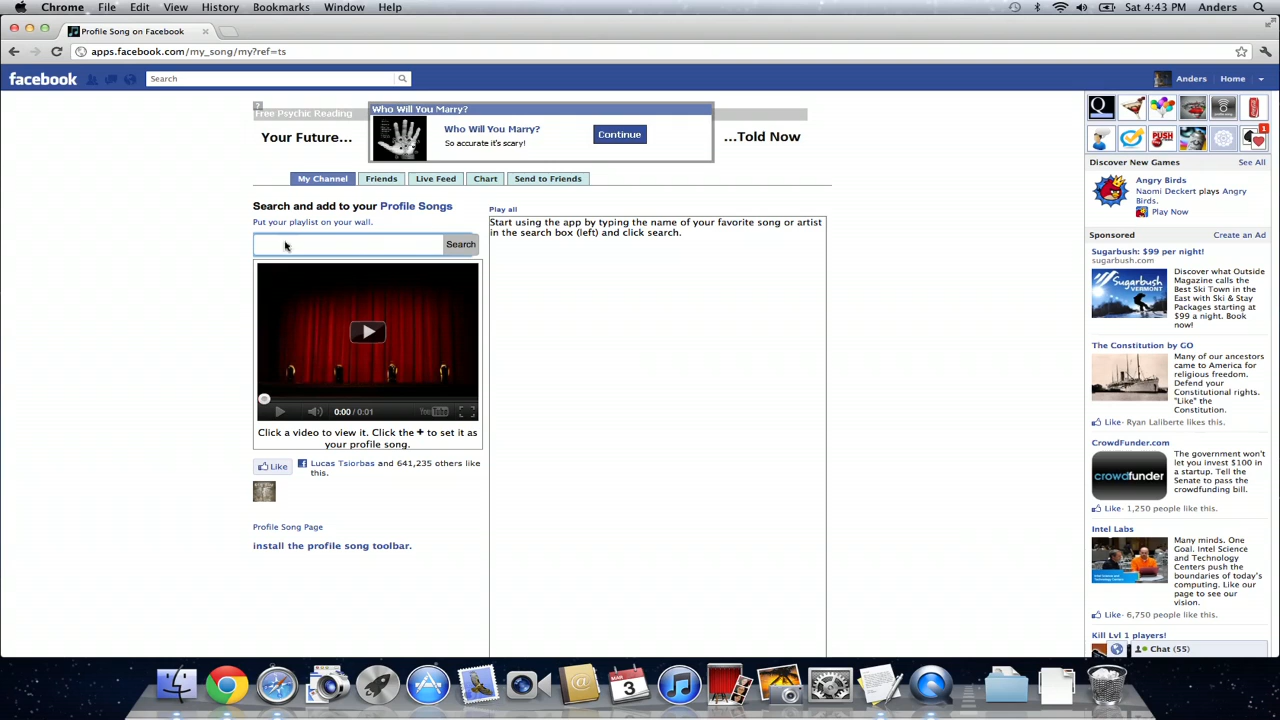 Chrome File Edit View History Bookmarks Window Help Sat 4:43 PM Anders
Profile Song on Facebook
apps.facebook.com/my_song/my?ref=ts
facebook Search Anders Home
?
Free Psychic Reading
Your Future...
Who Will You Marry?
Who Will You Marry?
So accurate it's scary!
Continue
...Told Now
My Channel Friends Live Feed Chart Send to Friends
Search and add to your Profile Songs
Put your playlist on your wall.
Search
0:00 / 0:01 YouTube
Click a video to view it. Click the + to set it as
your profile song.
Like Lucas Tsiorbas and 641,235 others like
this.
Profile Song Page
install the profile song toolbar.
Play all
Start using the app by typing the name of your favorite song or artist
in the search box (left) and click search.
Q
PUSH
1
Discover New Games See All
Angry Birds
Naomi Deckert plays Angry
Birds.
Play Now
Sponsored Create an Ad
Sugarbush: $99 per night!
sugarbush.com
Sugarbush
VERMONT
Discover what Outside
Magazine calls the
Best Ski Town in the
East with Ski & Stay
Packages starting at
$99 a night. Book
now!
The Constitution by GO
Many of our ancestors
came to America for
religious freedom.
Defend your
Constitutional rights.
"Like" the
Constitution.
Like · Ryan Laliberte likes this.
CrowdFunder.com
crowdfunder
The government won't
let you invest $100 in
a startup. Tell the
Senate to pass the
crowdfunding bill.
Like · 1,250 people like this.
Intel Labs
Many minds. One
Goal. Intel Science
and Technology
Centers push the
boundaries of today's
computing. Like our
page to see our
vision.
Like · 6,750 people like this.
Kill Lvl 1 players!
Chat (55)
MAR
3